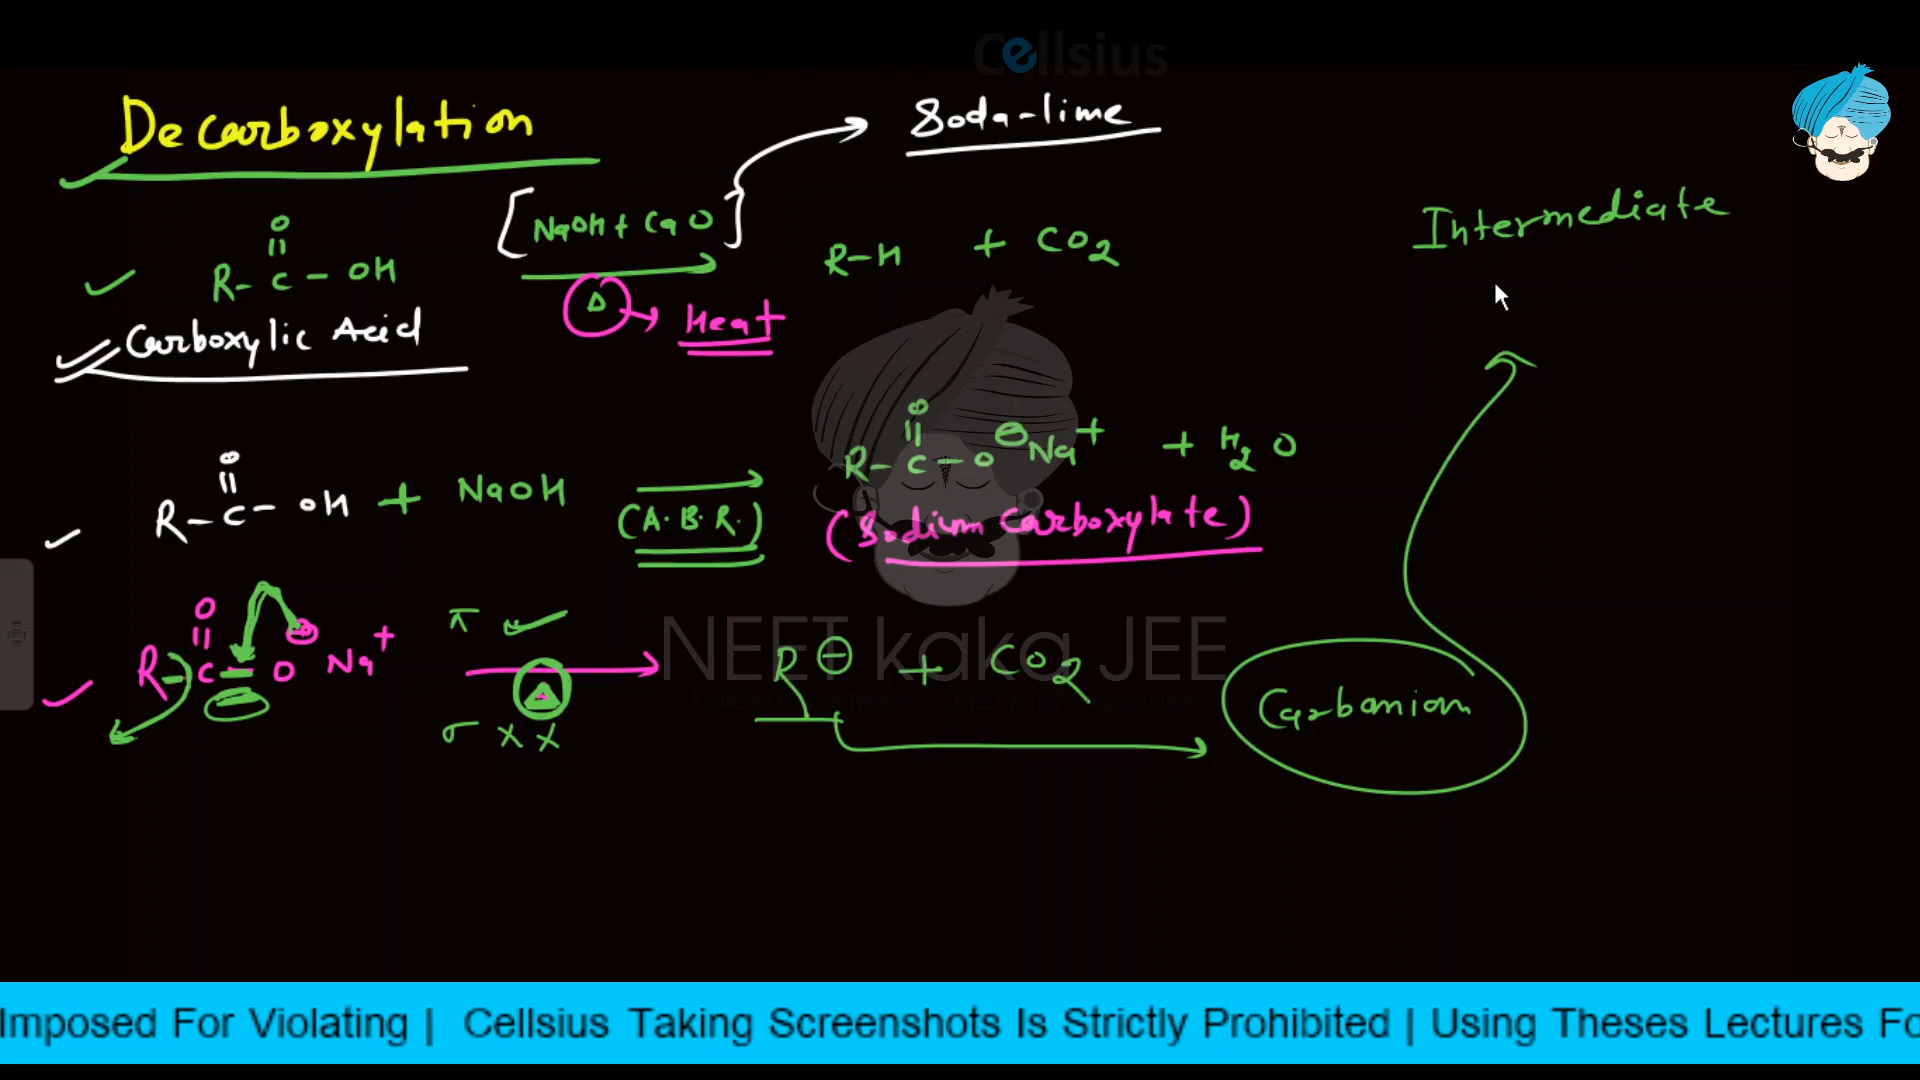 Cellsius
Decarboxylation
Soda-lime
[NaOH + CaO]
O
||
R - C - OH
Δ → Heat
R-H + CO2
Intermediate
Carboxylic Acid
O
||
R - C - OH + NaOH
(A.B.R.)
O
||
R - C - O ⊖ Na+ + H2O
(Sodium carboxylate)
O
||
R - C = O ⊖ Na+
π ✓
Δ
σ X X
R ⊖ + CO2
Carbanion
NEET kaka JEE
Imposed For Violating | Cellsius Taking Screenshots Is Strictly Prohibited | Using Theses Lectures Fo